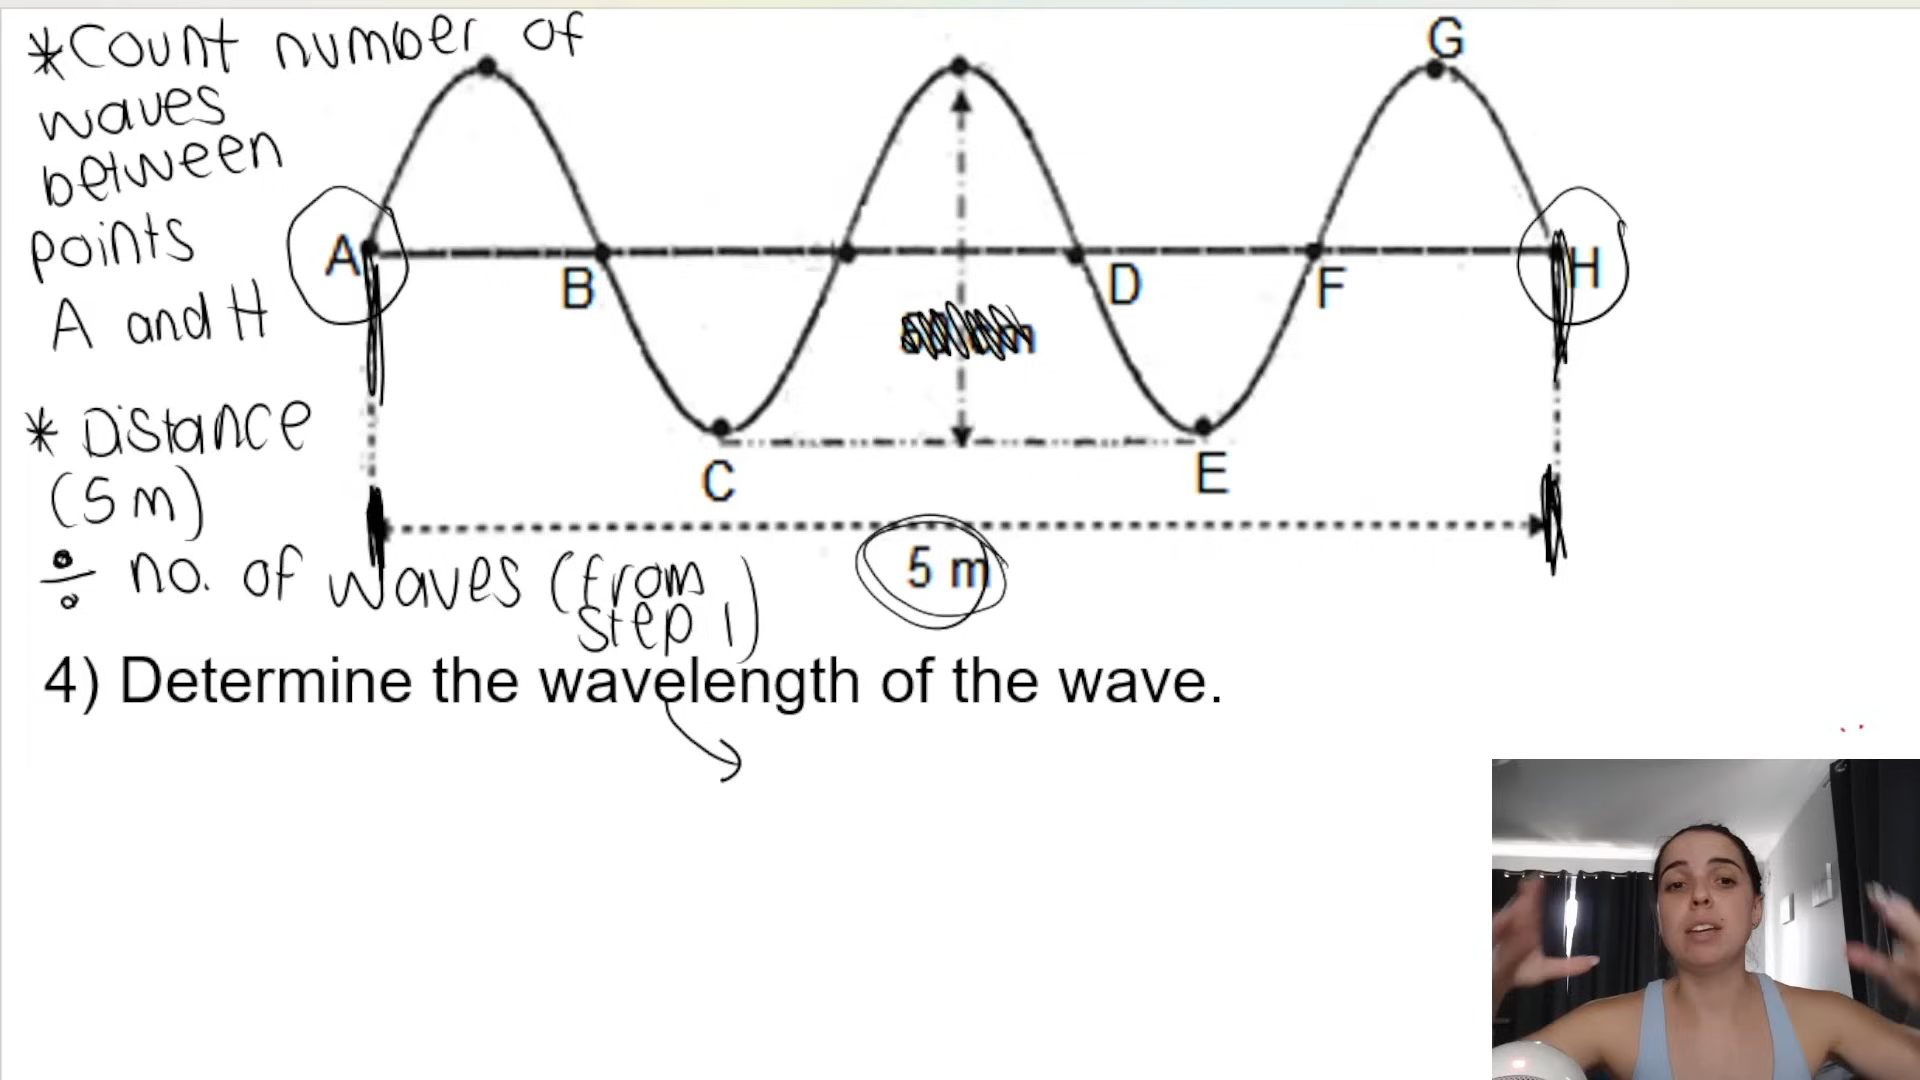 *Count number of
waves
between
points
A and H
G
A
B
D
F
H
C
E
* Distance
(5m)
÷ no. of waves (from
step 1)
5 m
4) Determine the wavelength of the wave.